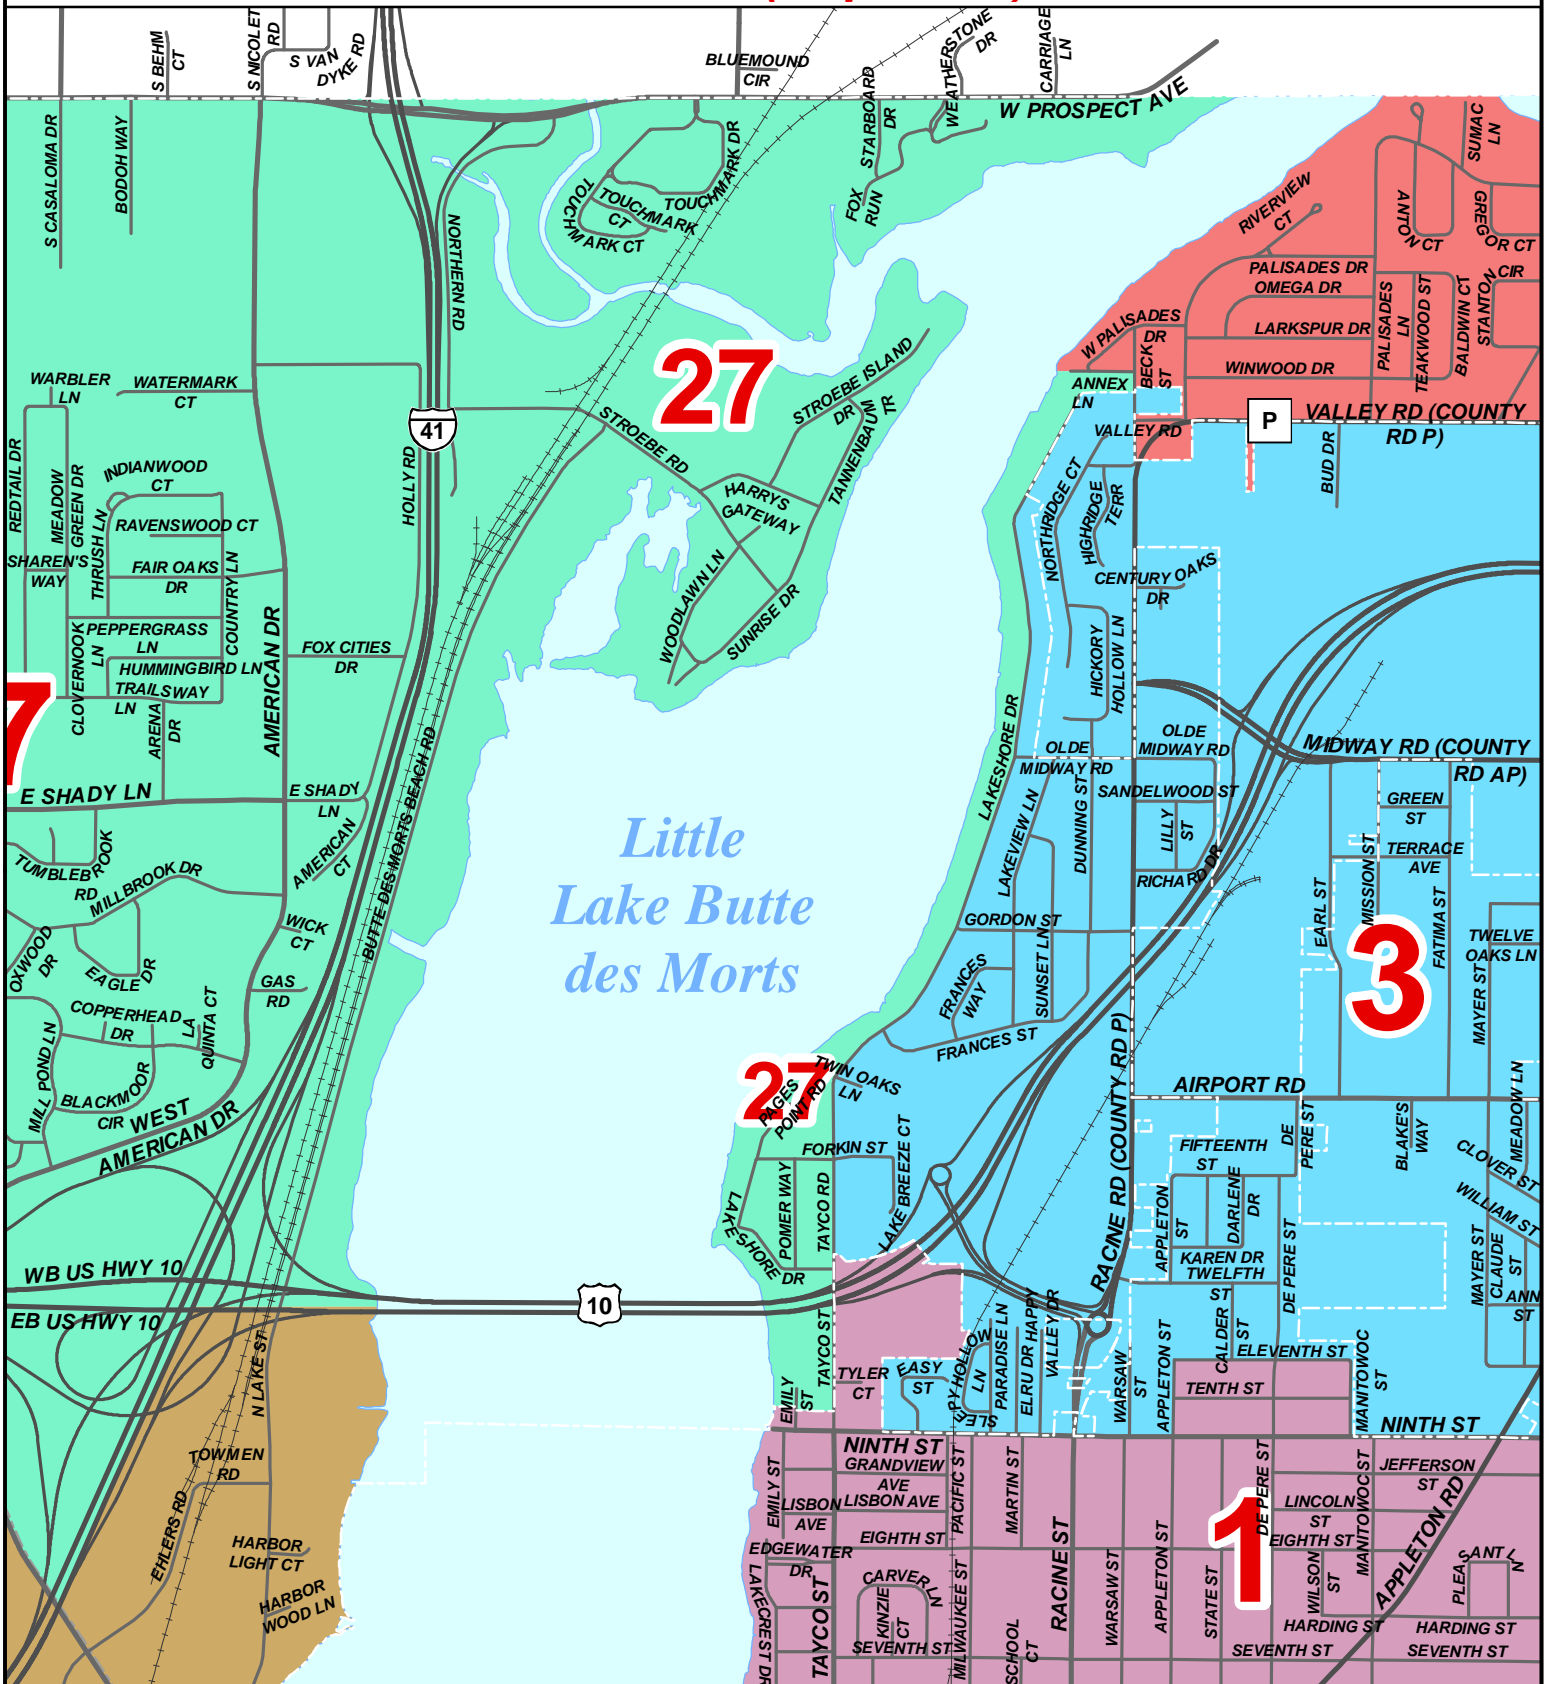 S BEHM
CT
S NICOLET
RD
S VAN
DYKE RD
BLUEMOUND
CIR
WEATHERSTONE
DR
CARRIAGE
LN
STARBOARD
DR
W PROSPECT AVE
S CASALOMA DR
BODOH WAY
NORTHERN RD
TOUCHMARK DR
TOUCHMARK
CT
TOUCHMARK CT
FOX
RUN
RIVERVIEW
CT
ANTON CT
SUMAC
LN
GREGOR CT
PALISADES DR
OMEGA DR
LARKSPUR DR
WINWOOD DR
PALISADES
LN
TEAKWOOD ST
BALDWIN CT
STANTON CIR
W PALISADES
DR
BECK
ST
ANNEX
LN
VALLEY RD
P
VALLEY RD (COUNTY
RD P)
BUD DR
WARBLER
LN
WATERMARK
CT
41
27
STROEBE ISLAND
DR
TANNENBAUM
TR
STROEBE RD
HARRYS
GATEWAY
WOODLAWN LN
SUNRISE DR
REDTAIL DR
MEADOW
GREEN DR
INDIANWOOD
CT
THRUSH LN
RAVENSWOOD CT
SHAREN'S
WAY
FAIR OAKS
DR
COUNTRY LN
HOLLY RD
PEPPERGRASS
LN
CLOVERNOOK
LN
HUMMINGBIRD LN
TRAILSWAY
LN
ARENA
DR
AMERICAN DR
FOX CITIES
DR
7
E SHADY LN
E SHADY
LN
AMERICAN
CT
BUTTE DES MORTS BEACH RD
TUMBLEBROOK
RD
MILLBROOK DR
WICK
CT
OXWOOD
DR
EAGLE
DR
GAS
RD
COPPERHEAD
DR
LA
QUINTA CT
MILL POND LN
BLACKMOOR
CIR
WEST
AMERICAN DR
Little
Lake Butte
des Morts
NORTHRIDGE CT
HIGHRIDGE
TERR
CENTURY OAKS
DR
HICKORY
HOLLOW LN
LAKESHORE DR
OLDE
MIDWAY RD
OLDE
MIDWAY RD
MIDWAY RD (COUNTY
RD AP)
SANDELWOOD ST
LILLY
ST
RICHARD DR
LAKEVIEW LN
DUNNING ST
GORDON ST
FRANCES
WAY
SUNSET LN
FRANCES ST
GREEN
ST
TERRACE
AVE
EARL ST
MISSION ST
FATIMA ST
3
TWELVE
OAKS LN
MAYER ST
RACINE RD (COUNTY RD P)
AIRPORT RD
27
PAGES
POINT RD
TWIN OAKS
LN
FORKIN ST
LAKE BREEZE CT
POMER WAY
TAYCO RD
LAKESHORE
DR
FIFTEENTH
ST
DE
PERE ST
BLAKE'S
WAY
MEADOW LN
CLOVER ST
WILLIAM ST
APPLETON
ST
DARLENE
DR
KAREN DR
TWELFTH
ST
DE PERE ST
MAYER ST
CLAUDE
ST
ANN
ST
WB US HWY 10
EB US HWY 10
10
N LAKE ST
TAYCO ST
TYLER
CT
EMILY
ST
EASY
ST
SLEEPY HOLLOW
LN
PARADISE LN
ELRU DR
HAPPY
VALLEY DR
WARSAW
ST
APPLETON ST
CALDER
ST
ELEVENTH ST
TENTH ST
MANITOWOC
ST
NINTH ST
NINTH ST
TOWMEN
RD
EHLERS RD
HARBOR
LIGHT CT
HARBOR
WOOD LN
EMILY ST
GRANDVIEW
AVE
LISBON
AVE
LISBON AVE
EIGHTH ST
EDGEWATER
DR
LAKECREST DR
TAYCO ST
CARVER LN
KINZIE
CT
SEVENTH ST
PACIFIC ST
MILWAUKEE ST
MARTIN ST
SCHOOL
CT
RACINE ST
WARSAW ST
APPLETON ST
STATE ST
1
DE PERE ST
JEFFERSON
ST
LINCOLN
ST
EIGHTH ST
MANITOWOC ST
WILSON
ST
APPLETON RD
PLEASANT LN
HARDING ST
HARDING ST
SEVENTH ST
SEVENTH ST